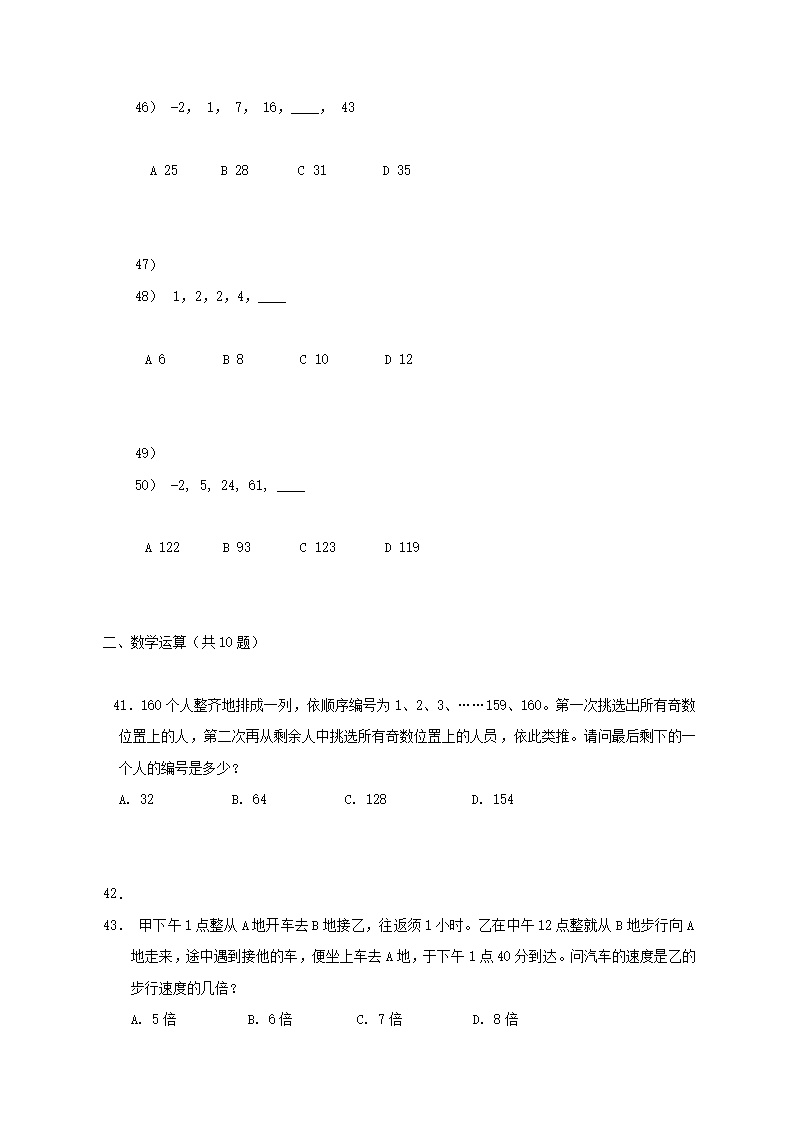 46） −2， 1， 7， 16，____， 43
A 25 B 28 C 31 D 35
47）
48） 1，2，2，4，____
A 6 B 8 C 10 D 12
49）
50） −2, 5, 24, 61, ____
A 122 B 93 C 123 D 119
二、数学运算（共10题）
41．160个人整齐地排成一列，依顺序编号为1、2、3、……159、160。第一次挑选出所有奇数
位置上的人，第二次再从剩余人中挑选所有奇数位置上的人员，依此类推。请问最后剩下的一
个人的编号是多少？
A. 32 B. 64 C. 128 D. 154
42．
43． 甲下午1点整从A地开车去B地接乙，往返须1小时。乙在中午12点整就从B地步行向A
地走来，途中遇到接他的车，便坐上车去A地，于下午1点40分到达。问汽车的速度是乙的
步行速度的几倍？
A. 5倍 B. 6倍 C. 7倍 D. 8倍